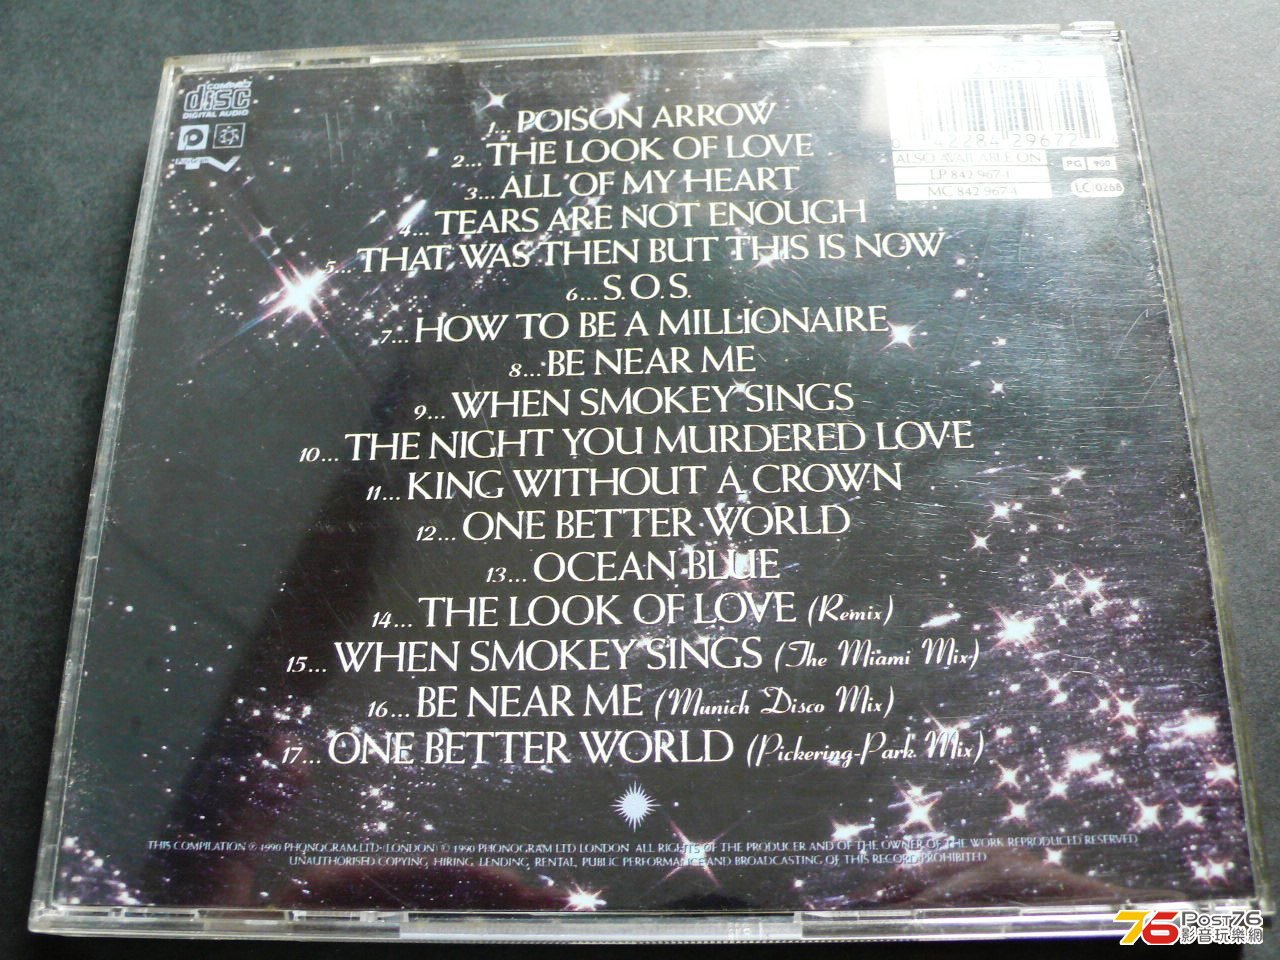 COMPACT
disc
DIGITAL AUDIO
0 42284 29672
ALSO AVAILABLE ON
LP 842 967-1
MC 842 967-4
PG 900
LC 0268
1... POISON ARROW
2... THE LOOK OF LOVE
3... ALL OF MY HEART
4... TEARS ARE NOT ENOUGH
5... THAT WAS THEN BUT THIS IS NOW
6... S.O.S.
7... HOW TO BE A MILLIONAIRE
8... BE NEAR ME
9... WHEN SMOKEY SINGS
10... THE NIGHT YOU MURDERED LOVE
11... KING WITHOUT A CROWN
12... ONE BETTER WORLD
13... OCEAN BLUE
14... THE LOOK OF LOVE (Remix)
15... WHEN SMOKEY SINGS (The Miami Mix)
16... BE NEAR ME (Munich Disco Mix)
17... ONE BETTER WORLD (Pickering-Park Mix)
THIS COMPILATION ℗ 1990 PHONOGRAM LTD (LONDON) © 1990 PHONOGRAM LTD LONDON ALL RIGHTS OF THE PRODUCER AND OF THE OWNER OF THE WORK REPRODUCED RESERVED
UNAUTHORISED COPYING, HIRING, LENDING, RENTAL, PUBLIC PERFORMANCE AND BROADCASTING OF THIS RECORD PROHIBITED
76 POST76
影音玩樂網